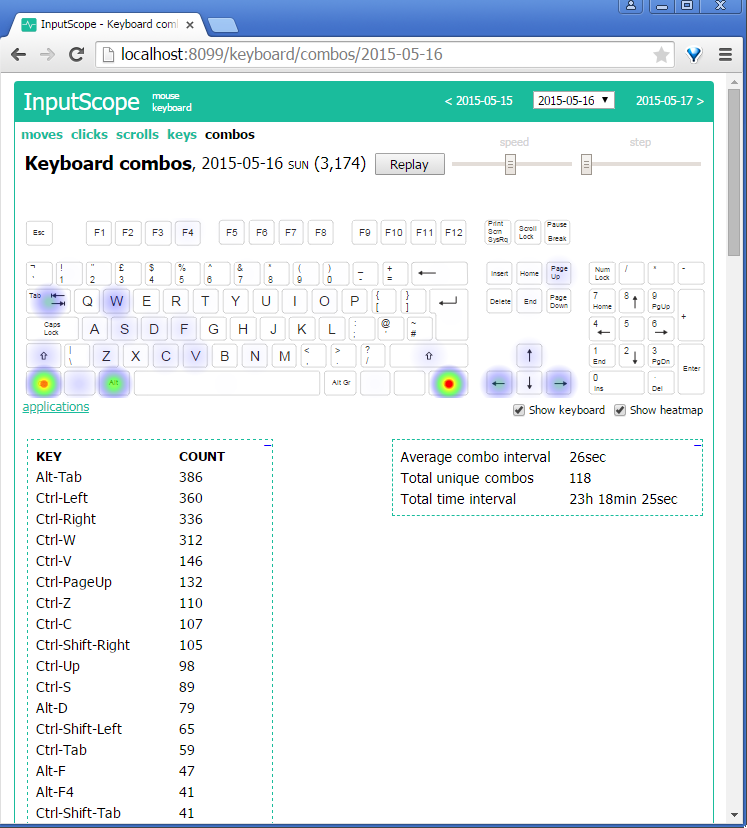 InputScope - Keyboard com
localhost:8099/keyboard/combos/2015-05-16
InputScope mouse keyboard < 2015-05-15 2015-05-16 2015-05-17 >
moves clicks scrolls keys combos
speed step
Keyboard combos, 2015-05-16 SUN (3,174) Replay
Esc F1 F2 F3 F4 F5 F6 F7 F8 F9 F10 F11 F12 Print Scrn SysRq Scroll Lock Pause Break
¬ ' ! 1 " 2 £ 3 $ 4 % 5 ^ 6 & 7 * 8 ( 9 ) 0 _ - + = Insert Home Page Up Num Lock / * -
Tab Q W E R T Y U I O P { [ } ] Delete End Page Down 7 Home 8 9 PgUp +
Caps Lock A S D F G H J K L : ; @ ' ~ # 4 5 6
| \ Z X C V B N M < , > . ? / 1 End 2 3 PgDn Enter
Alt Alt Gr 0 Ins . Del
applications Show keyboard Show heatmap
KEY COUNT
Alt-Tab 386
Ctrl-Left 360
Ctrl-Right 336
Ctrl-W 312
Ctrl-V 146
Ctrl-PageUp 132
Ctrl-Z 110
Ctrl-C 107
Ctrl-Shift-Right 105
Ctrl-Up 98
Ctrl-S 89
Alt-D 79
Ctrl-Shift-Left 65
Ctrl-Tab 59
Alt-F 47
Alt-F4 41
Ctrl-Shift-Tab 41
Average combo interval 26sec
Total unique combos 118
Total time interval 23h 18min 25sec